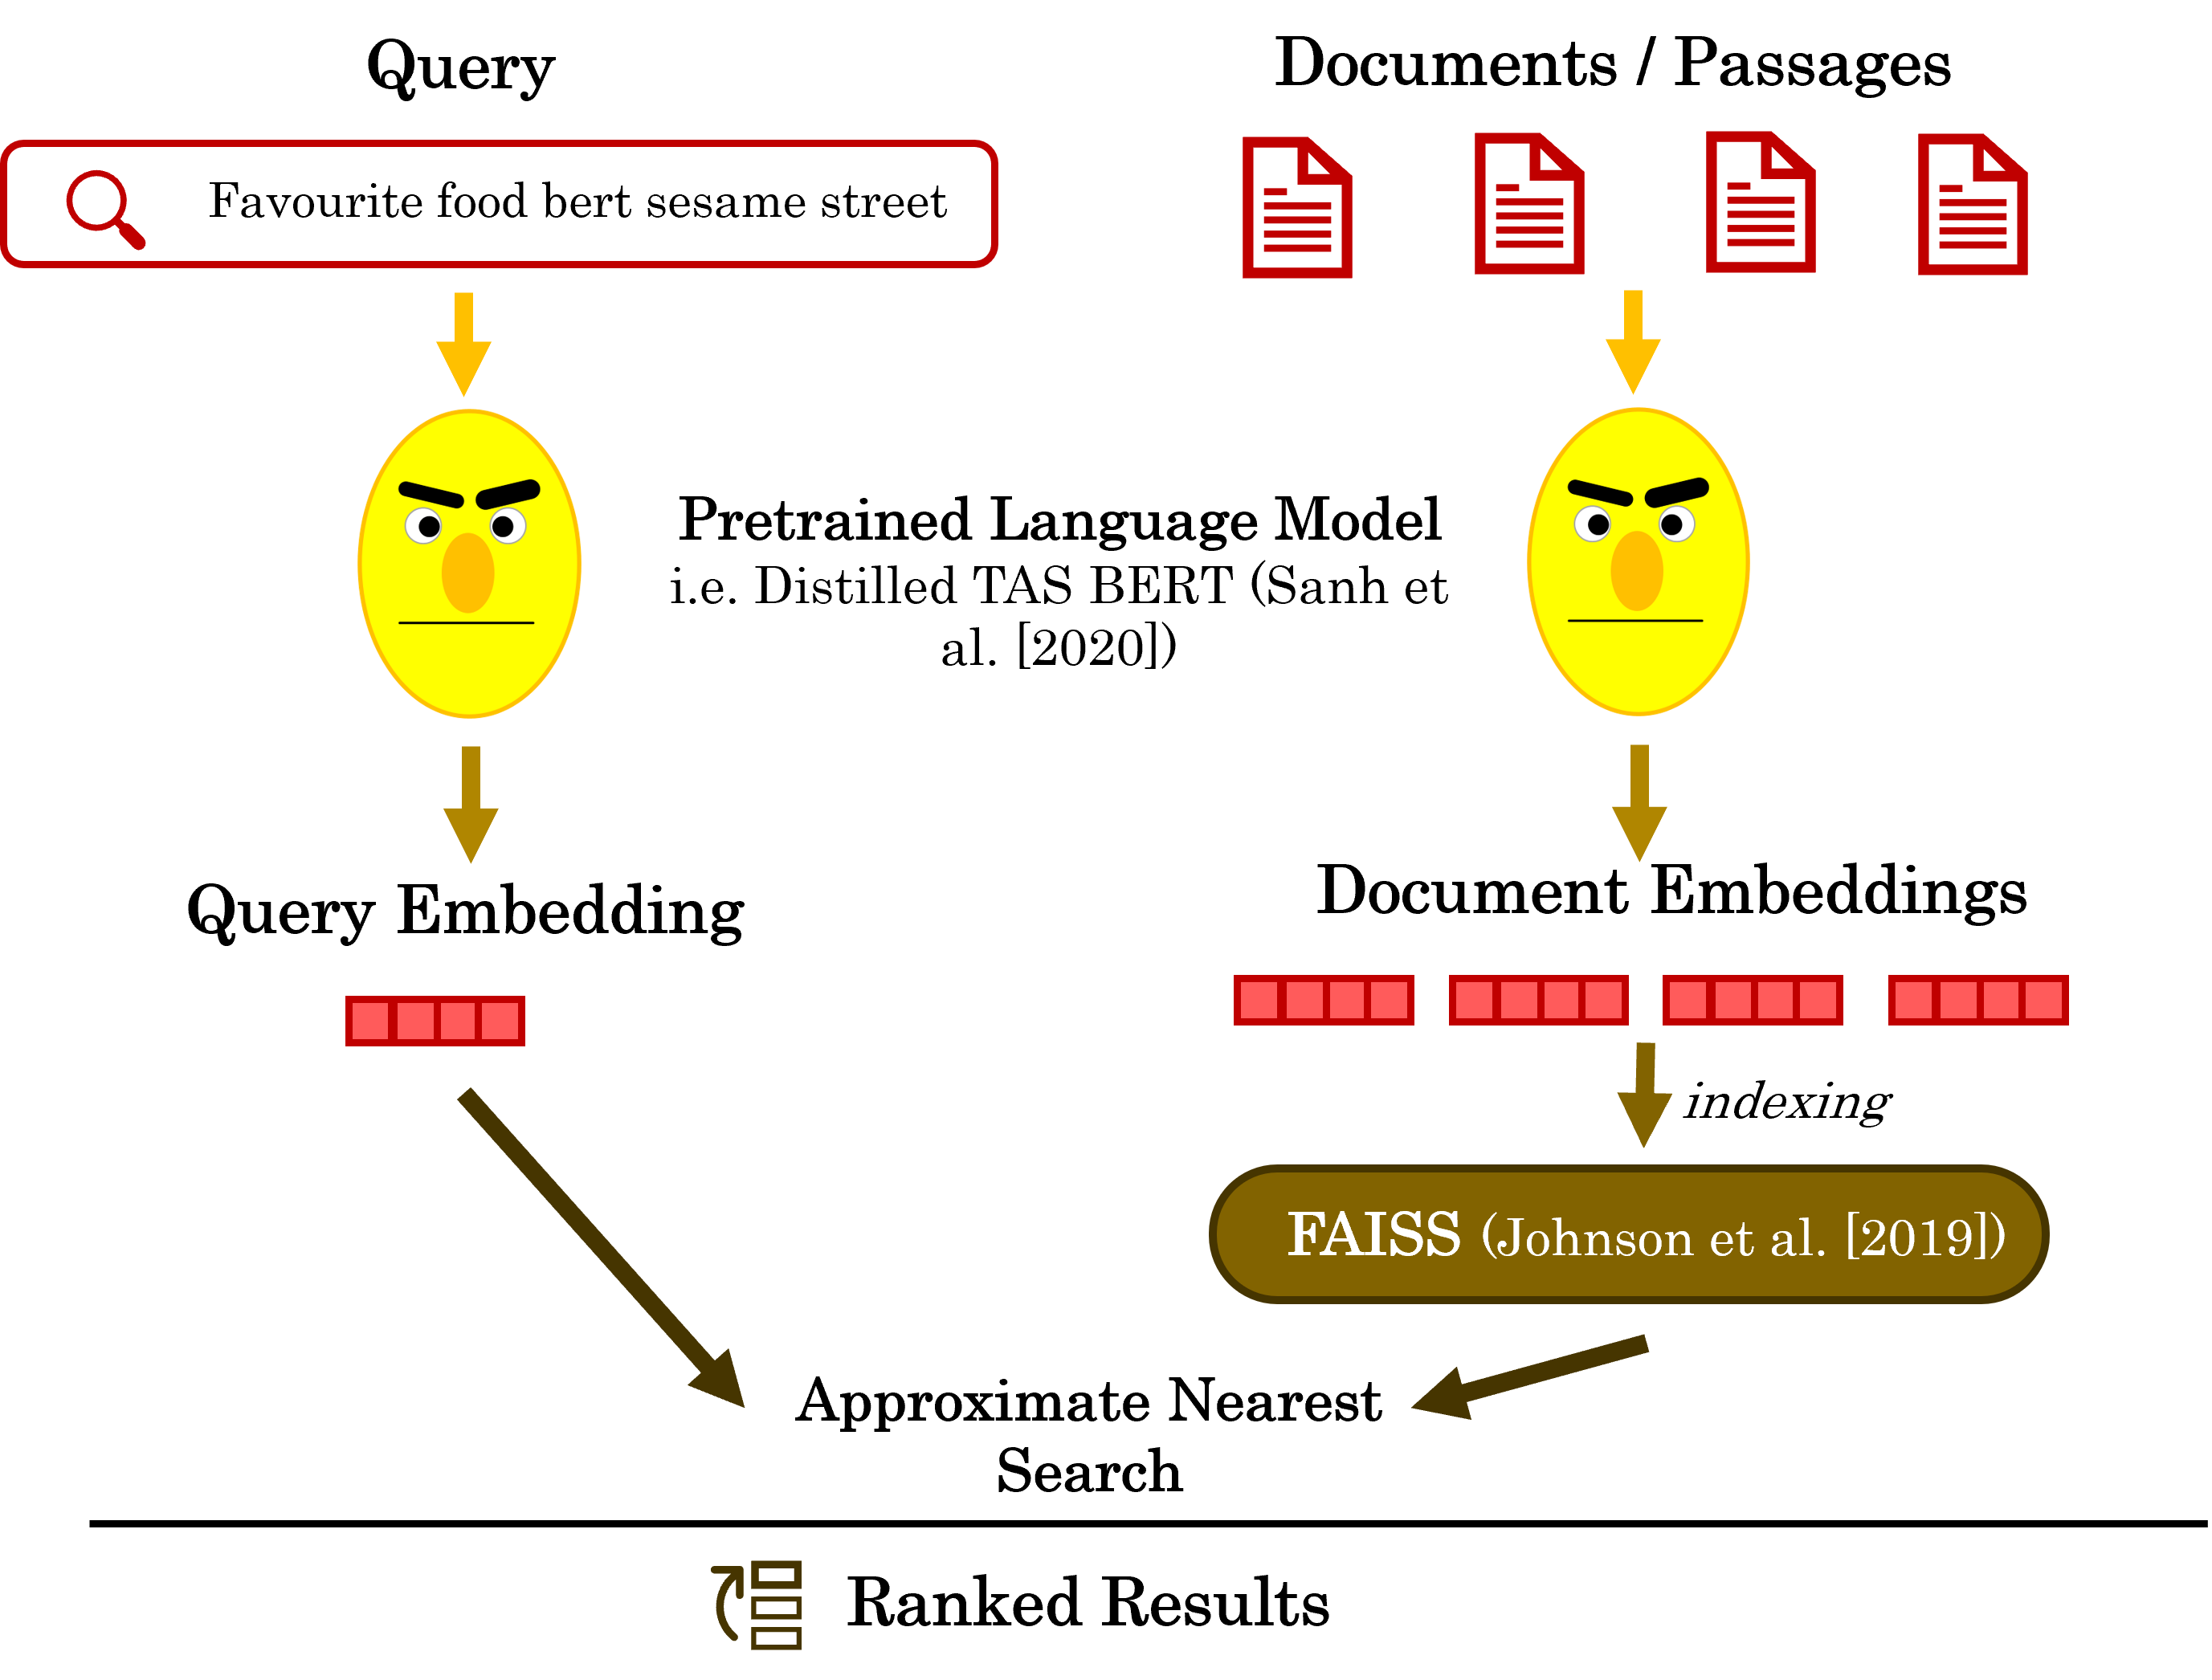 Query
Documents / Passages
Favourite food bert sesame street
Pretrained Language Model
i.e. Distilled TAS BERT (Sanh et
al. [2020])
Query Embedding
Document Embeddings
indexing
FAISS (Johnson et al. [2019])
Approximate Nearest
Search
Ranked Results